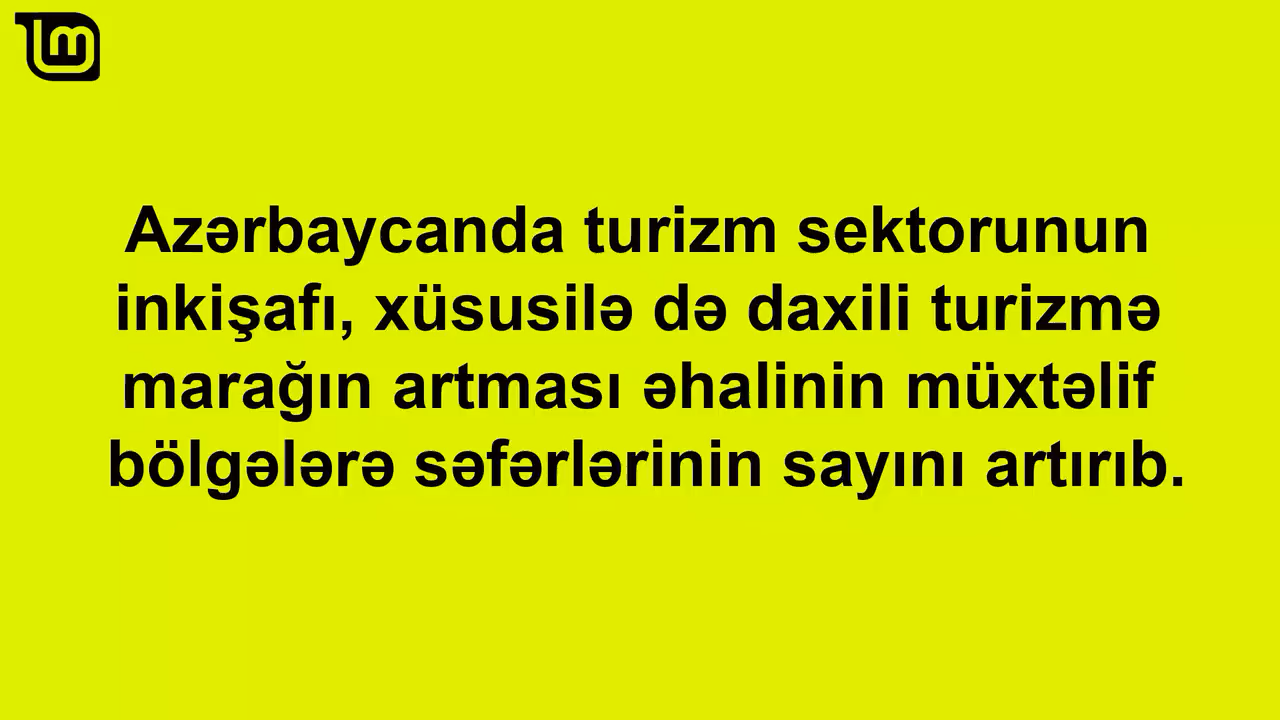 Azərbaycanda turizm sektorunun
inkişafı, xüsusilə də daxili turizmə
marağın artması əhalinin müxtəlif
bölgələrə səfərlərinin sayını artırıb.